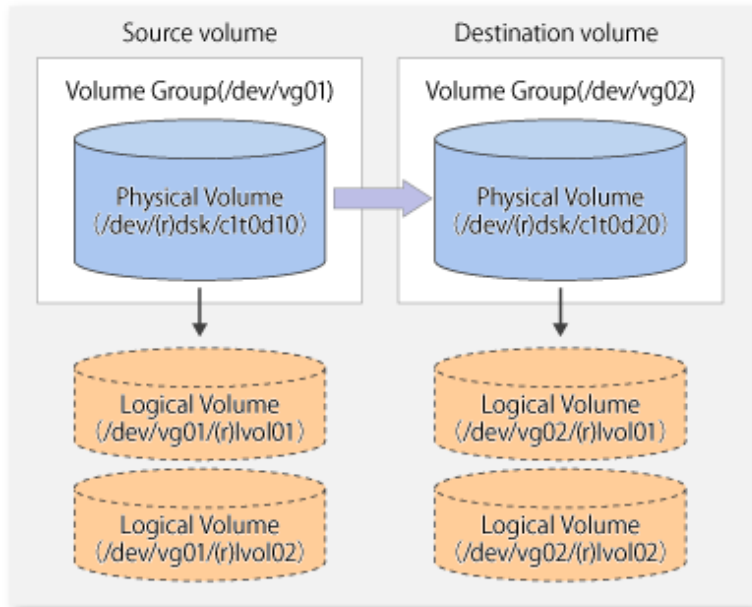 Source volume
Destination volume
Volume Group(/dev/vg01)
Volume Group(/dev/vg02)
Physical Volume
(/dev/(r)dsk/c1t0d10)
Physical Volume
(/dev/(r)dsk/c1t0d20)
Logical Volume
(/dev/vg01/(r)lvol01)
Logical Volume
(/dev/vg02/(r)lvol01)
Logical Volume
(/dev/vg01/(r)lvol02)
Logical Volume
(/dev/vg02/(r)lvol02)